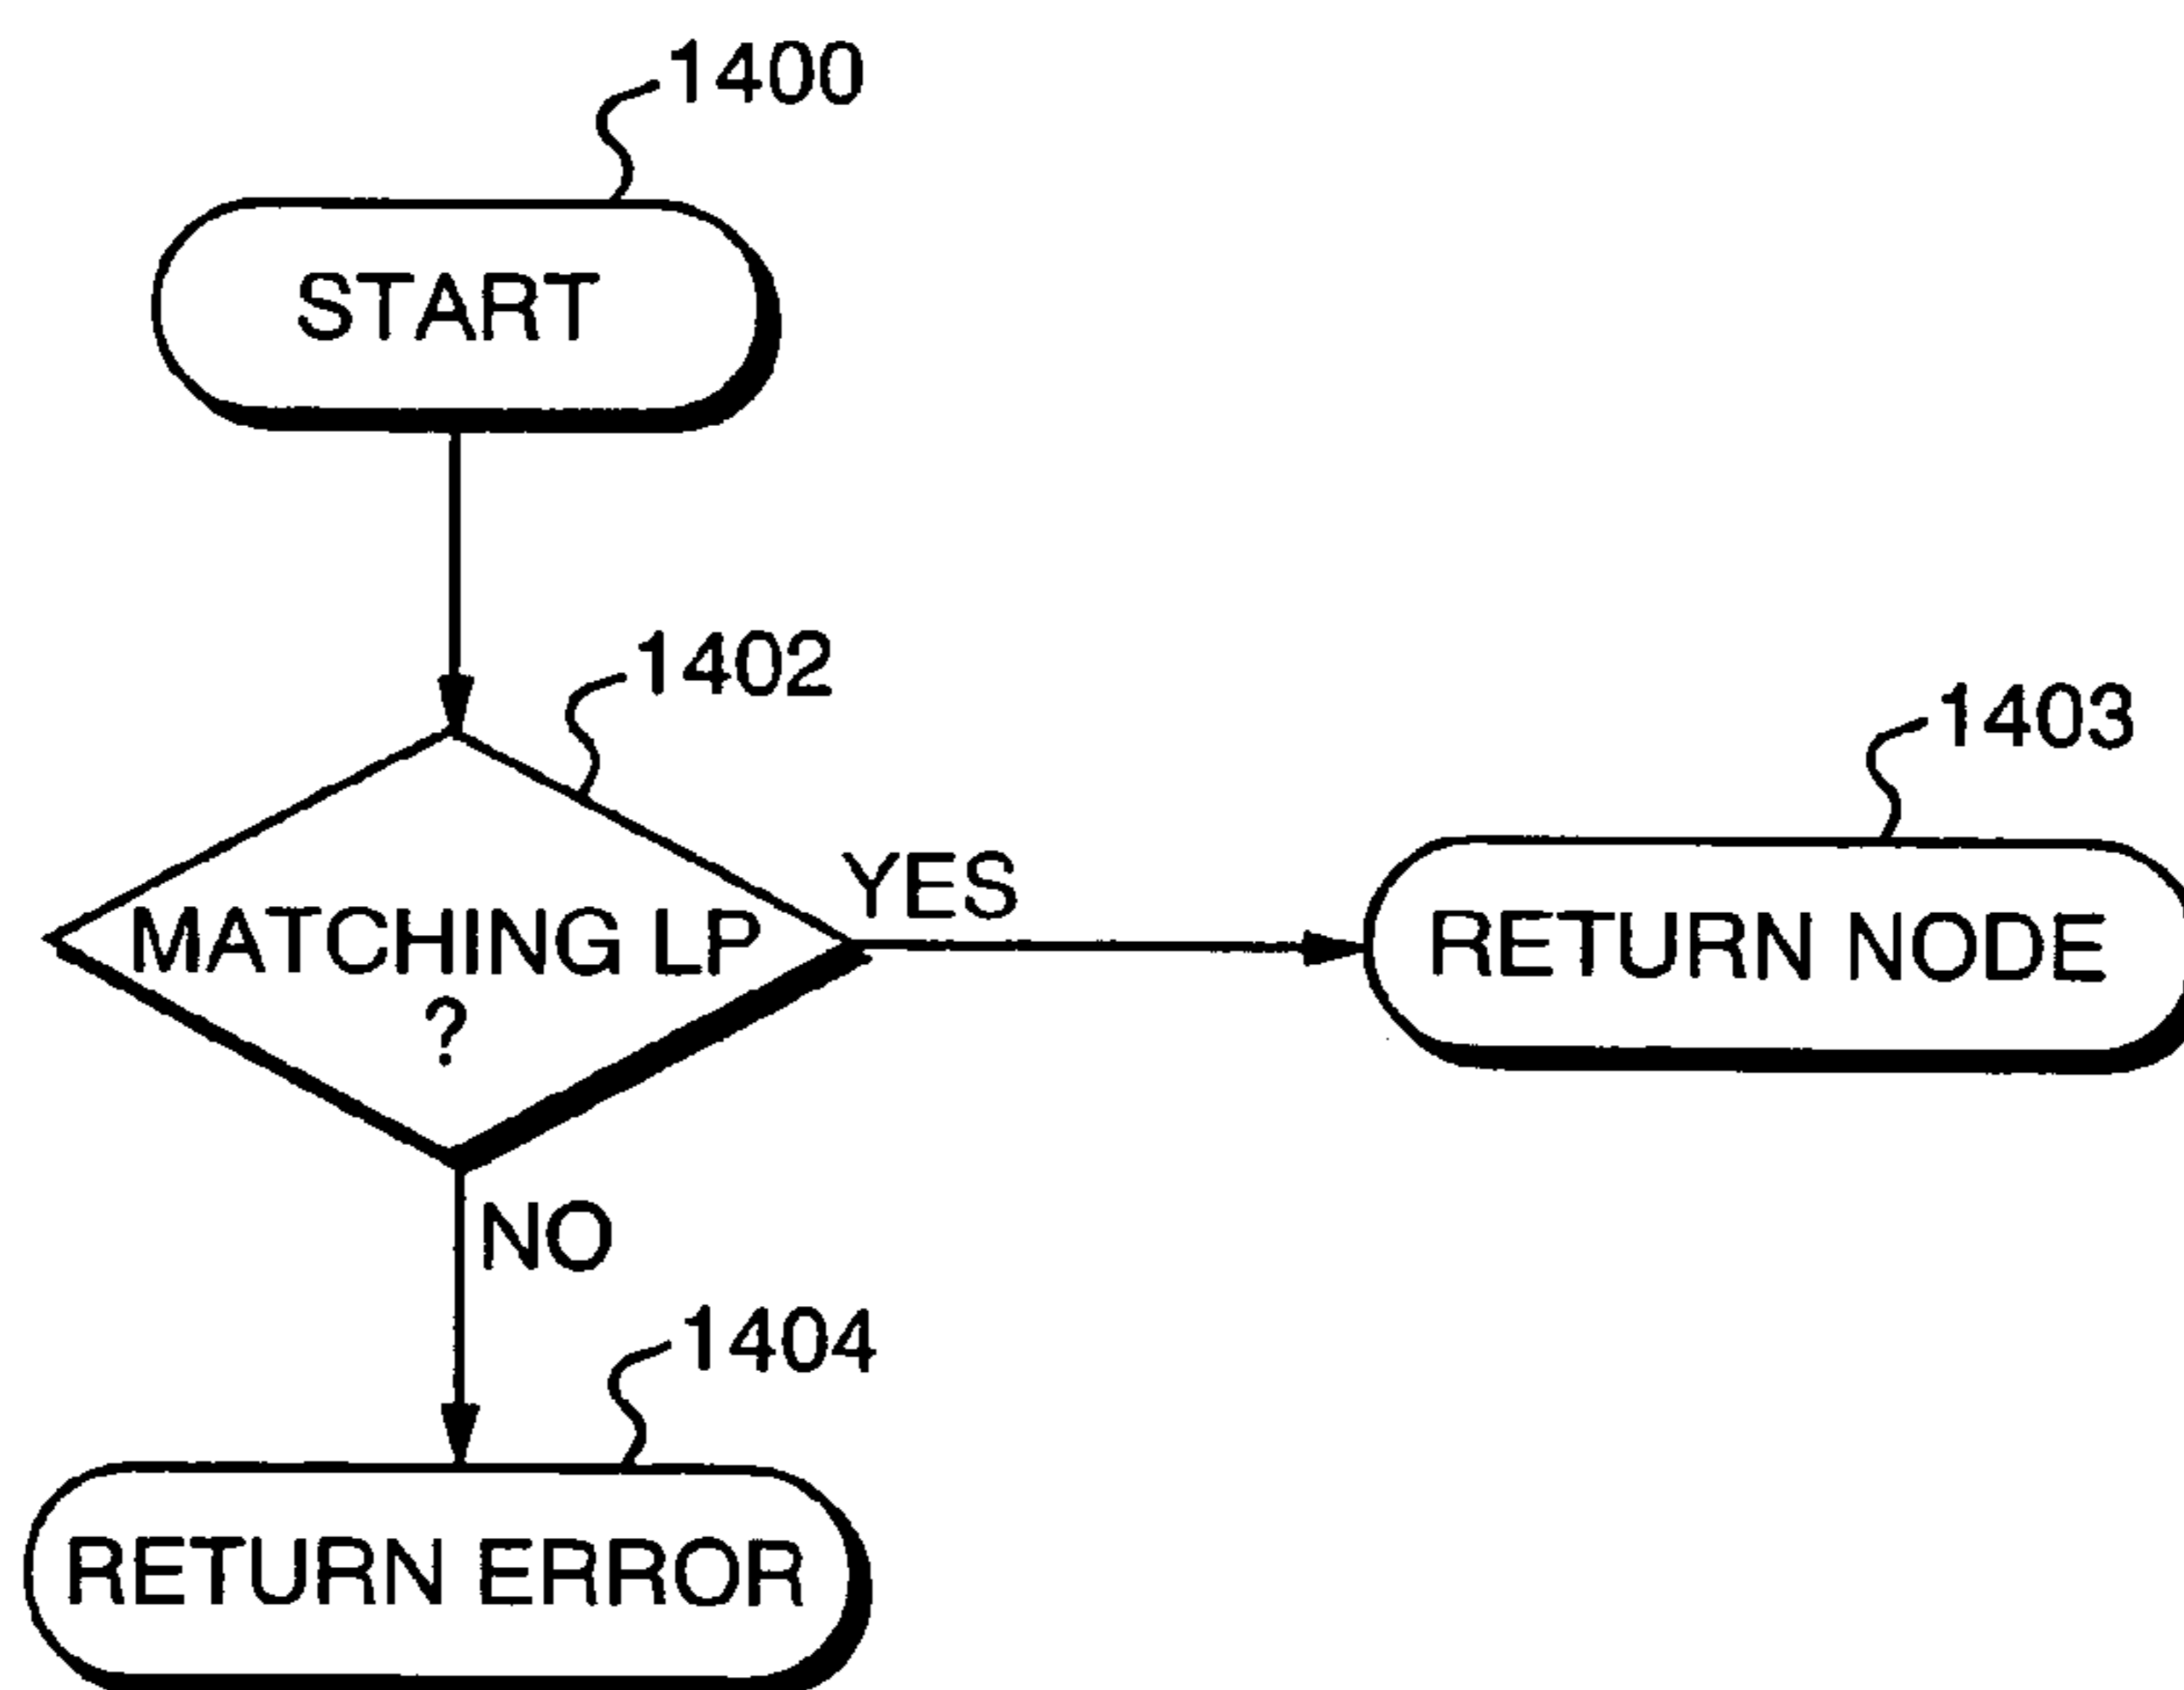 1400
START
1402
MATCHING LP
?
YES
1403
RETURN NODE
NO
1404
RETURN ERROR